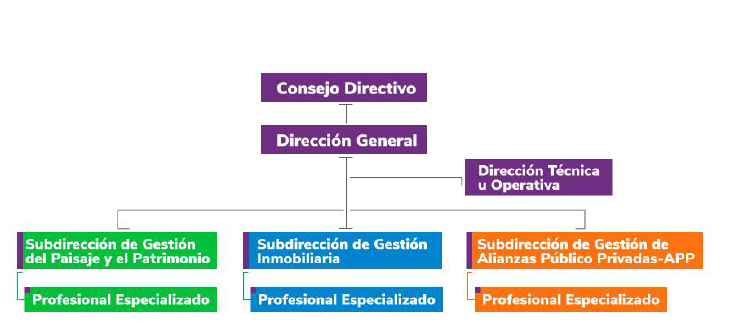 Consejo Directivo
Dirección General
Dirección Técnica
u Operativa
Subdirección de Gestión
del Paisaje y el Patrimonio
Subdirección de Gestión
Inmobiliaria
Subdirección de Gestión de
Alianzas Público Privadas-APP
Profesional Especializado
Profesional Especializado
Profesional Especializado